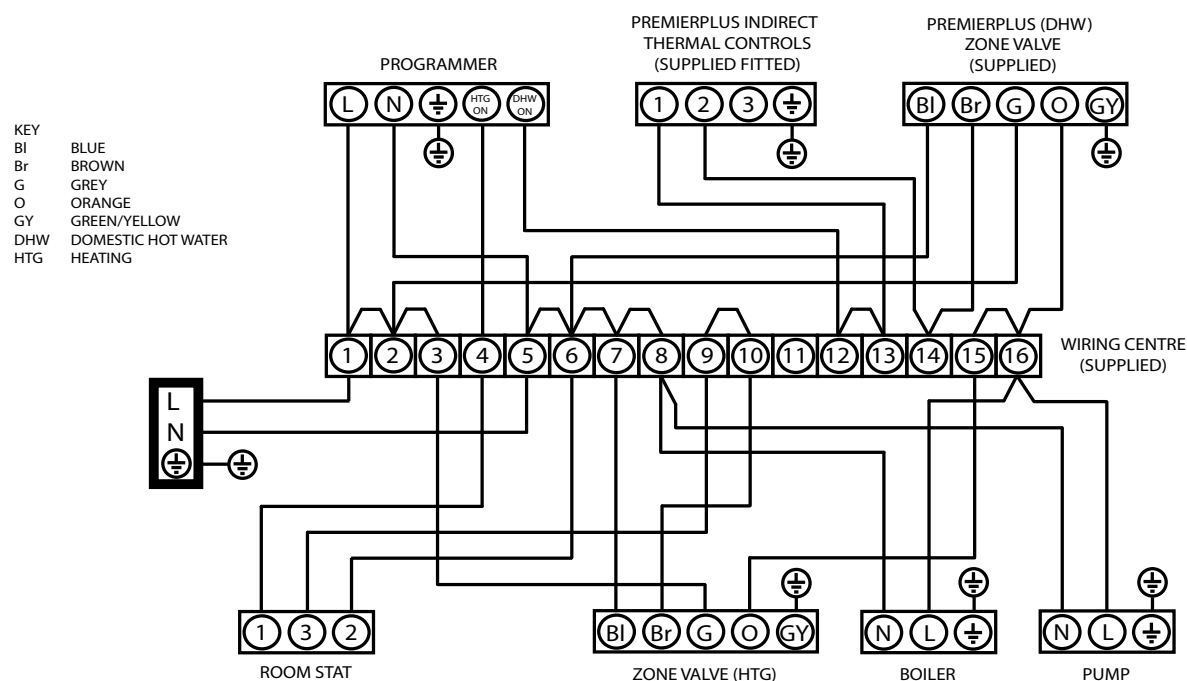 PREMIERPLUS INDIRECT
THERMAL CONTROLS
(SUPPLIED FITTED)
PREMIERPLUS (DHW)
ZONE VALVE
(SUPPLIED)
PROGRAMMER
L N HTG ON DHW ON
1 2 3
Bl Br G O GY
KEY
Bl BLUE
Br BROWN
G GREY
O ORANGE
GY GREEN/YELLOW
DHW DOMESTIC HOT WATER
HTG HEATING
1 2 3 4 5 6 7 8 9 10 11 12 13 14 15 16
WIRING CENTRE
(SUPPLIED)
L
N
1 3 2
ROOM STAT
Bl Br G O GY
ZONE VALVE (HTG)
N L
BOILER
N L
PUMP